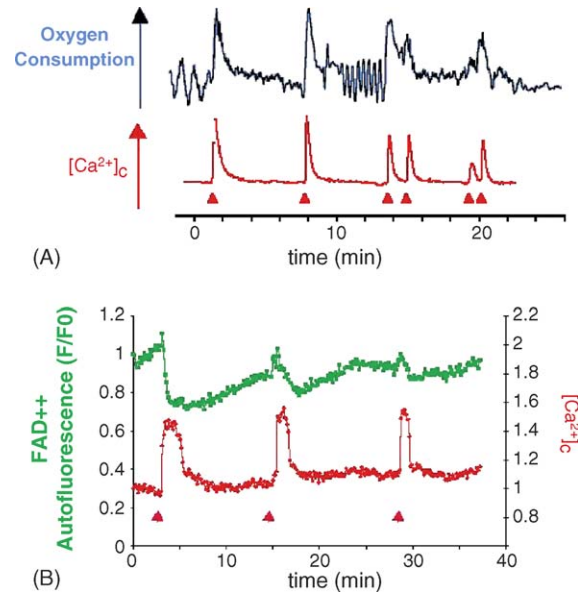 Oxygen
Consumption
[Ca²⁺]c
0 10 20
time (min)
(A)
FAD++
Autofluorescence (F/F0)
1.2
1
0.8
0.6
0.4
0.2
0
2.2
2
1.8
1.6
1.4
1.2
1
0.8
[Ca²⁺]c
0 10 20 30 40
time (min)
(B)